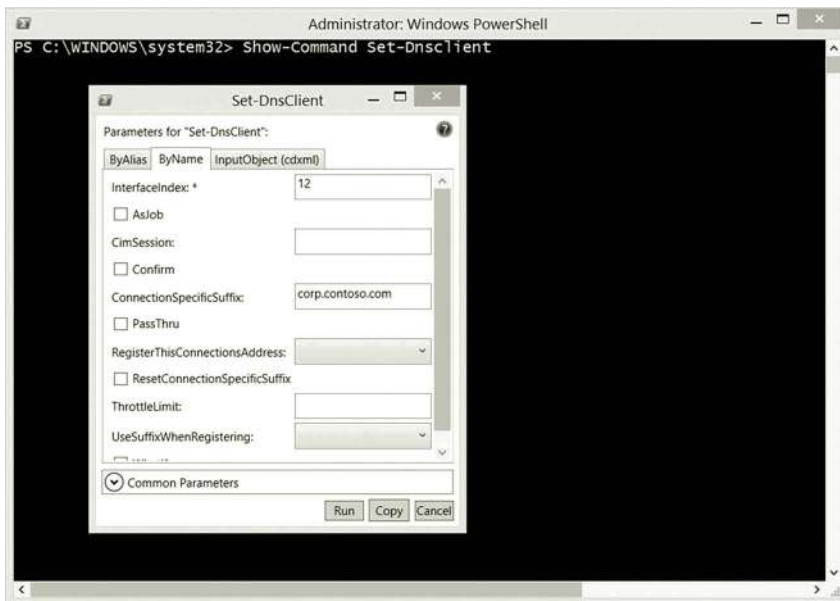 Administrator: Windows PowerShell
PS C:\WINDOWS\system32> Show-Command Set-Dnsclient
Set-DnsClient
Parameters for "Set-DnsClient":
ByAlias ByName InputObject (cdxml)
InterfaceIndex: * 12
AsJob
CimSession:
Confirm
ConnectionSpecificSuffix: corp.contoso.com
PassThru
RegisterThisConnectionsAddress:
ResetConnectionSpecificSuffix
ThrottleLimit:
UseSuffixWhenRegistering:
Common Parameters
Run Copy Cancel